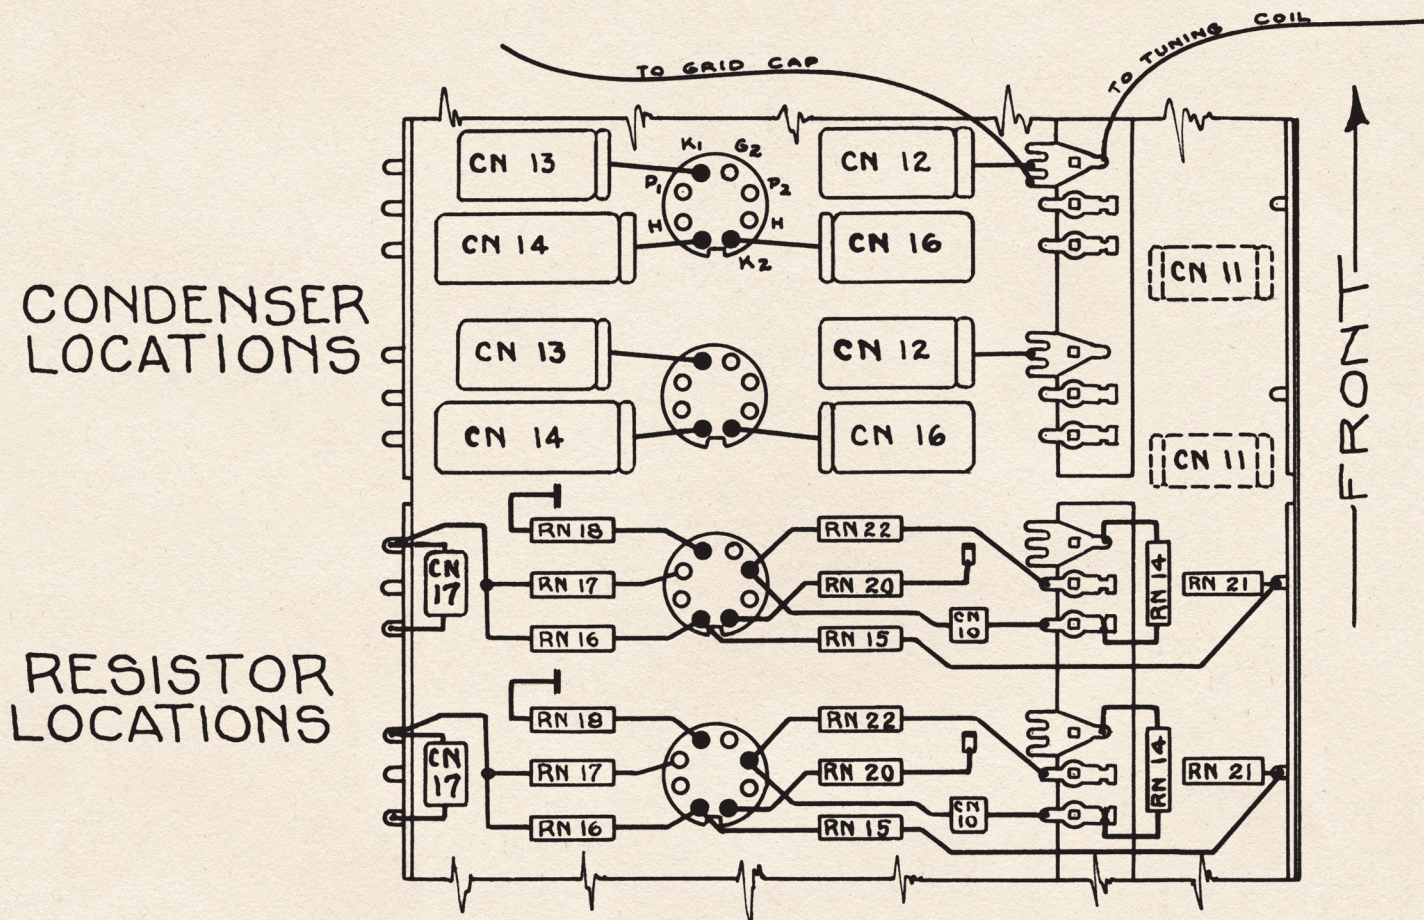 TO GRID CAP
TO TUNING COIL
CN 13
K1
G2
CN 12
P1
P2
H
H
CN 14
K2
CN 16
CN 11
CONDENSER
LOCATIONS
CN 13
CN 12
CN 14
CN 16
CN 11
FRONT
RN 18
RN 22
CN
17
RN 17
RN 20
RN 14
RN 21
CN
10
RN 16
RN 15
RESISTOR
LOCATIONS
RN 18
RN 22
CN
17
RN 17
RN 20
RN 14
RN 21
CN
10
RN 16
RN 15